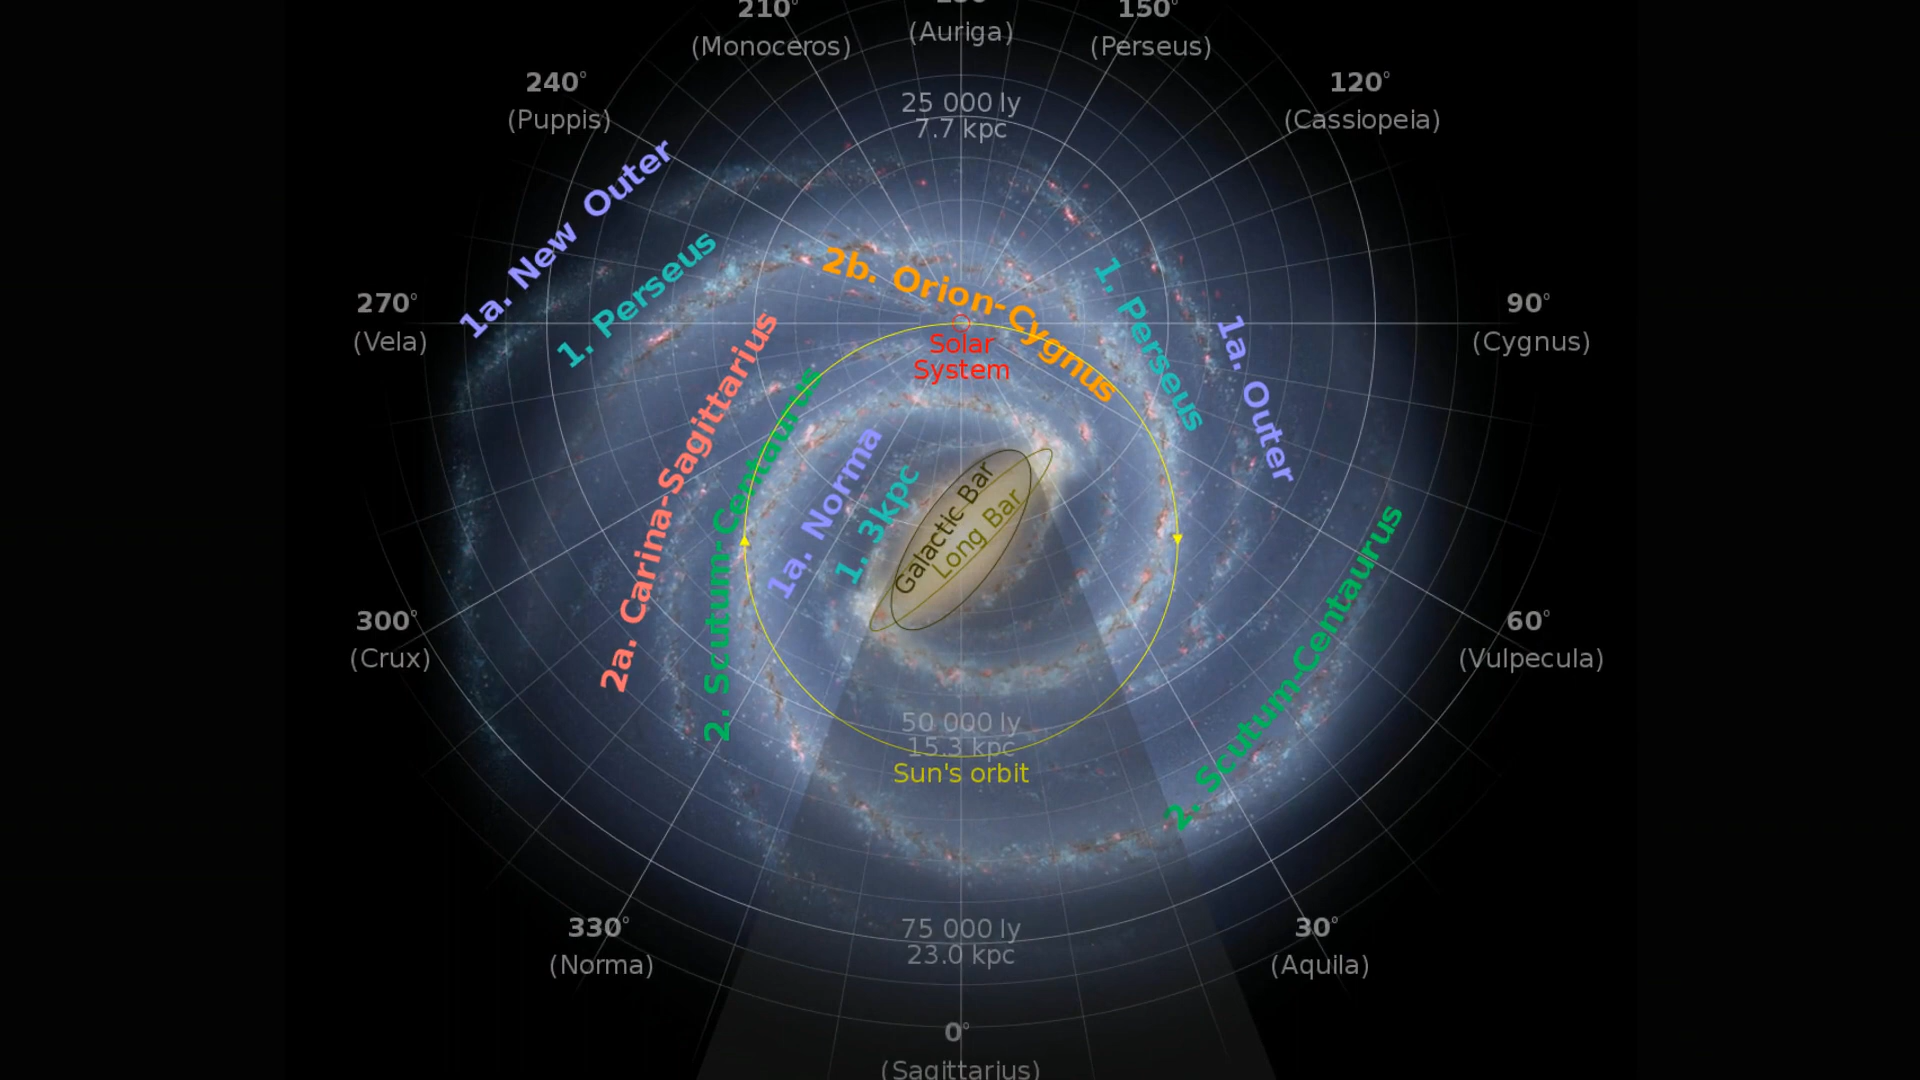 210°
(Monoceros)
(Auriga)
150°
(Perseus)
240°
(Puppis)
120°
(Cassiopeia)
25 000 ly
7.7 kpc
1a. New Outer
1. Perseus
2b. Orion-Cygnus
1. Perseus
1a. Outer
270°
(Vela)
90°
(Cygnus)
Solar
System
2a. Carina-Sagittarius
2. Scutum-Centaurus
1a. Norma
1. 3kpc
Galactic Bar
Long Bar
2. Scutum-Centaurus
300°
(Crux)
60°
(Vulpecula)
50 000 ly
15.3 kpc
Sun's orbit
330°
(Norma)
75 000 ly
23.0 kpc
30°
(Aquila)
0°
(Sagittarius)